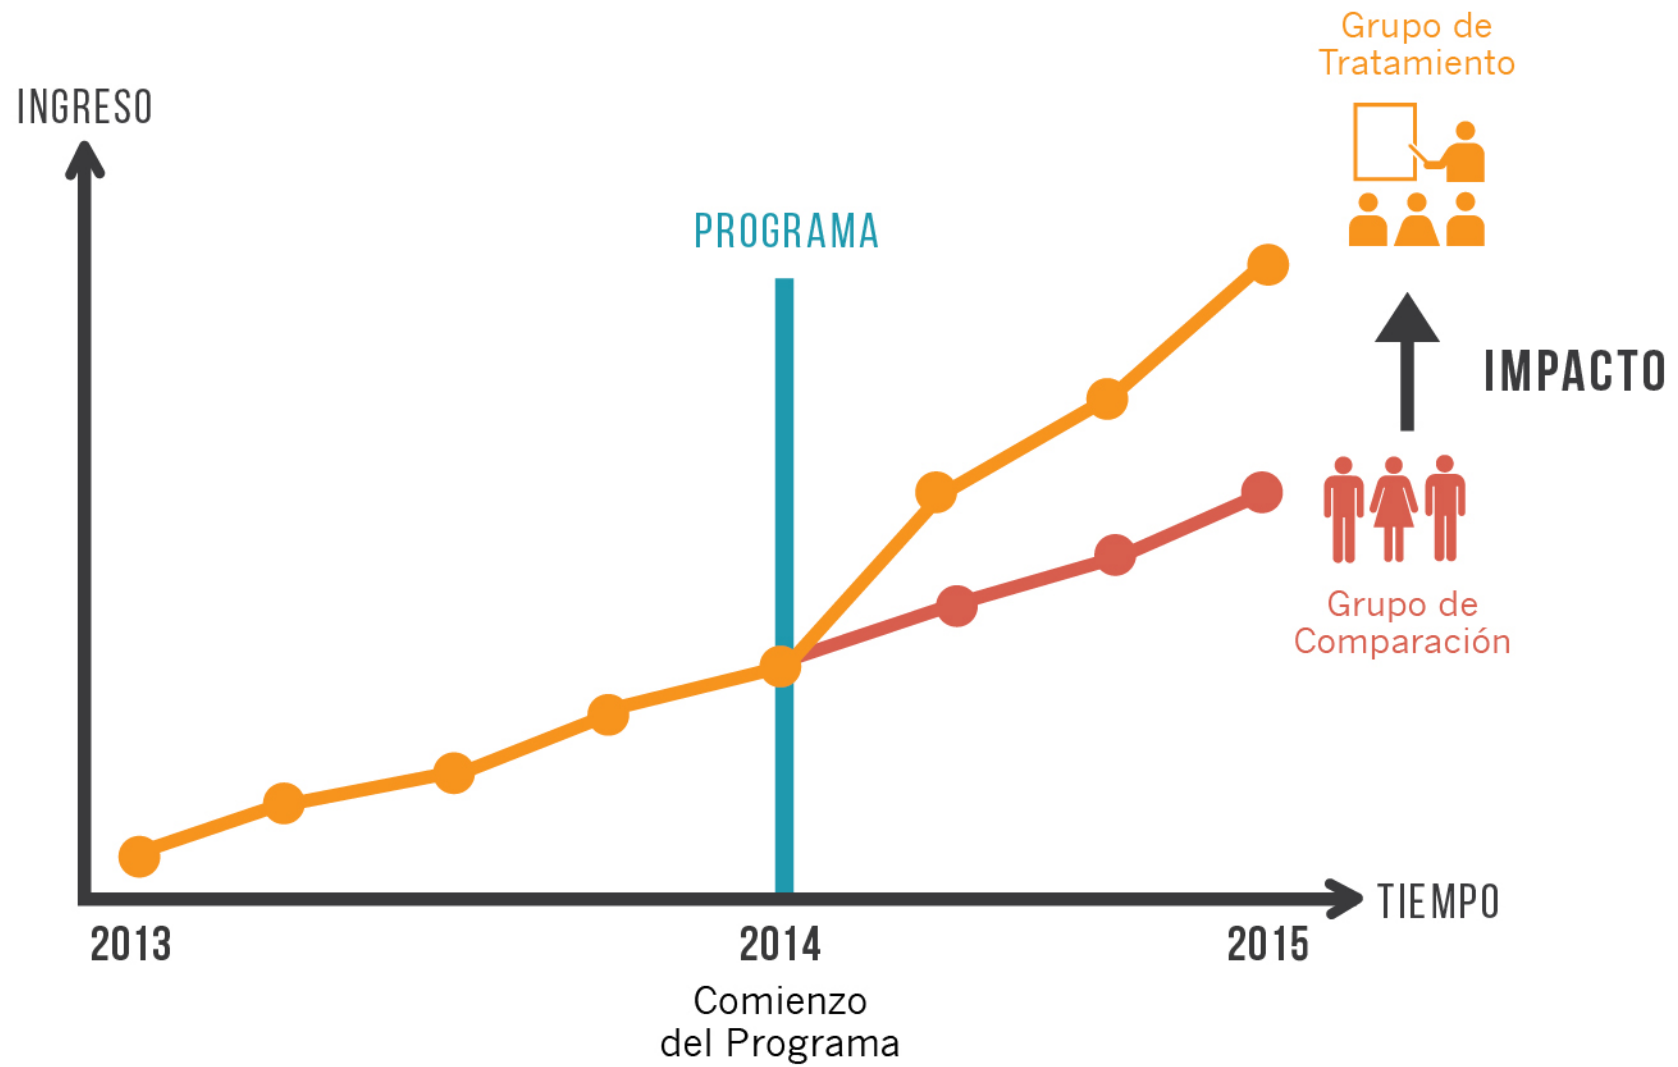 Grupo de
Tratamiento
INGRESO
PROGRAMA
IMPACTO
Grupo de
Comparación
TIEMPO
2013
2014
2015
Comienzo
del Programa